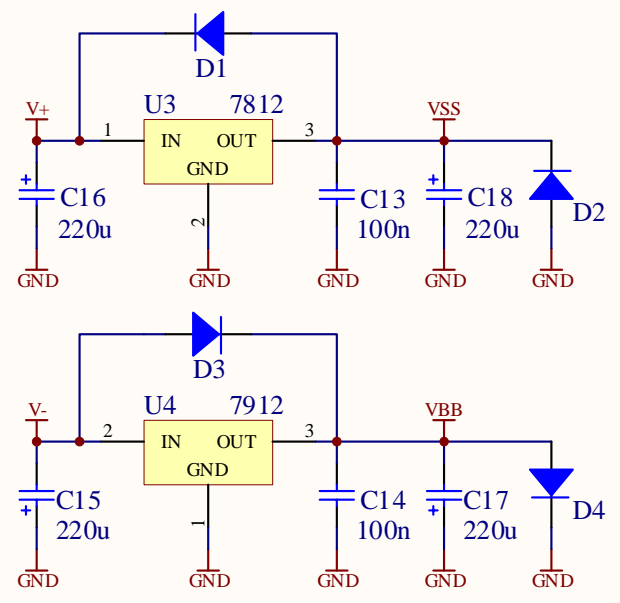 D1
U3 7812
V+ VSS
1 IN OUT 3
GND
2
C16 220u
C13 100n
C18 220u
D2
GND GND GND GND GND
D3
U4 7912
V- VBB
2 IN OUT 3
GND
1
C15 220u
C14 100n
C17 220u
D4
GND GND GND GND GND